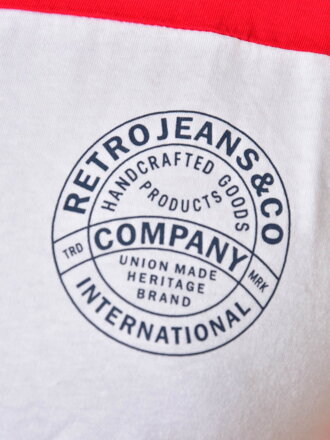 RETRO JEANS & CO
HANDCRAFTED GOODS
PRODUCTS
TRD
COMPANY
MRK
UNION MADE
HERITAGE
BRAND
INTERNATIONAL